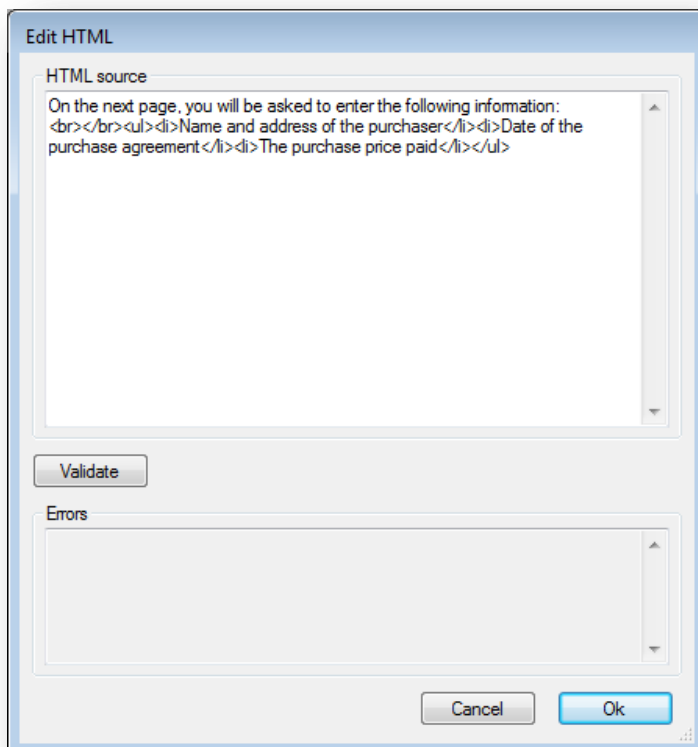 Edit HTML
HTML source
On the next page, you will be asked to enter the following information:
<br></br><ul><li>Name and address of the purchaser</li><li>Date of the
purchase agreement</li><li>The purchase price paid</li></ul>
Validate
Errors
Cancel
Ok